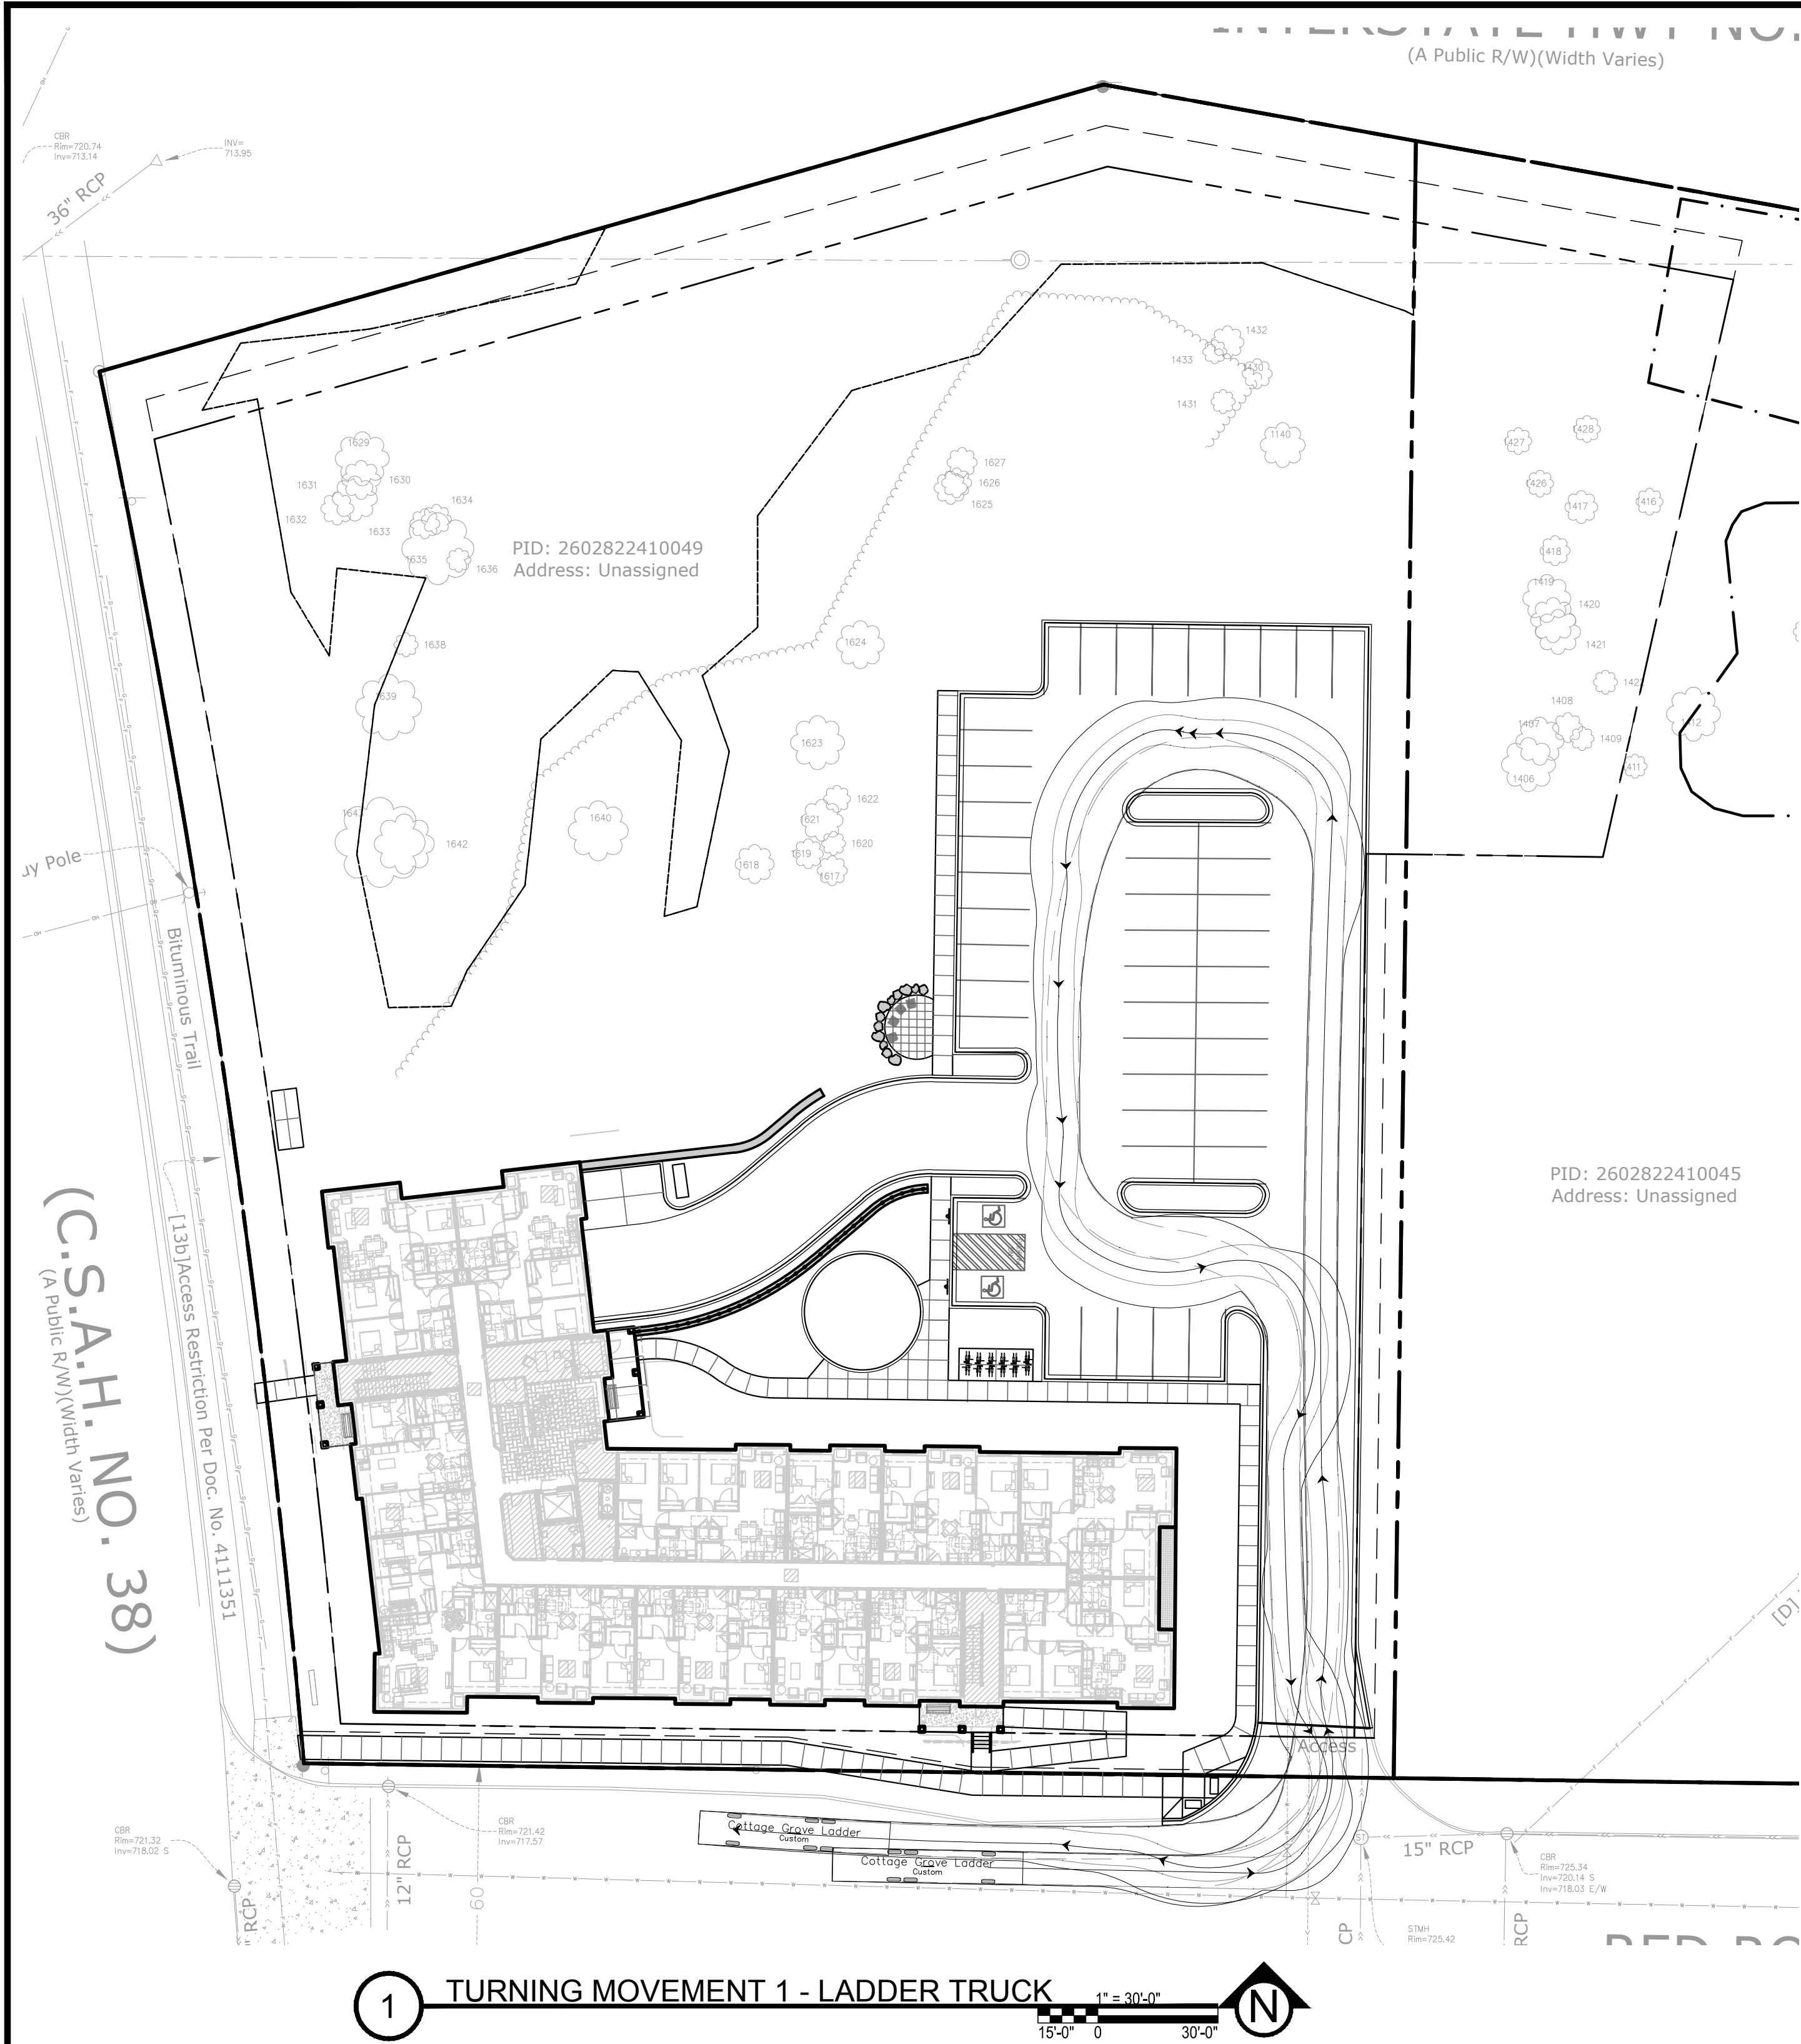 (A Public R/W)(Width Varies)
CBR
Rim=720.74
Inv=713.14
INV=
713.95
36" RCP
1432
1433
1430
1431
1140
1427
1428
1426
1417
1416
1418
1419
1420
1421
1408
1407
1409
1406
1411
1629
1630
1631
1632
1633
1634
1635
1636
1627
1626
1625
PID: 2602822410049
Address: Unassigned
1638
1639
1624
1623
1622
1621
1620
1619
1618
1617
1640
1642
Pole
Bituminous Trail
[13b]Access Restriction Per Doc. No. 4111351
(C.S.A.H. NO. 38)
(A Public R/W)(Width Varies)
PID: 2602822410045
Address: Unassigned
Access
Cottage Grove Ladder
Custom
Cottage Grove Ladder
Custom
CBR
Rim=721.32
Inv=718.02 S
CBR
Rim=721.42
Inv=717.57
12" RCP
RCP
60
ST
15" RCP
CBR
Rim=725.34
Inv=720.14 S
Inv=718.03 E/W
STMH
Rim=725.42
CP
RCP
1
TURNING MOVEMENT 1 - LADDER TRUCK
1" = 30'-0"
15'-0" 0 30'-0"
N